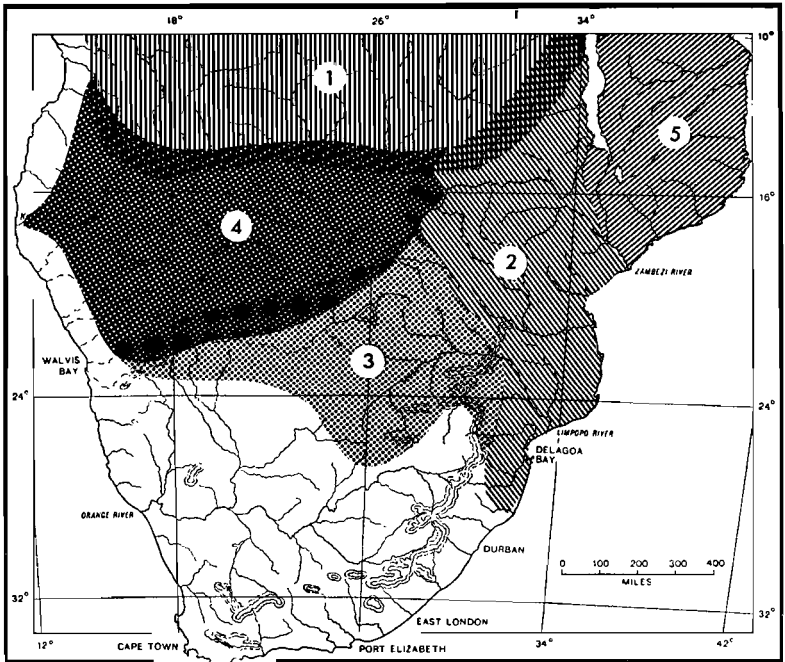 18°
26°
34°
10°
1
5
16°
4
2
ZAMBEZI RIVER
3
WALVIS
BAY
24°
24°
LIMPOPO RIVER
DELAGOA
BAY
ORANGE RIVER
DURBAN
0 100 200 300 400
MILES
32°
32°
EAST LONDON
12°
CAPE TOWN
PORT ELIZABETH
34°
42°